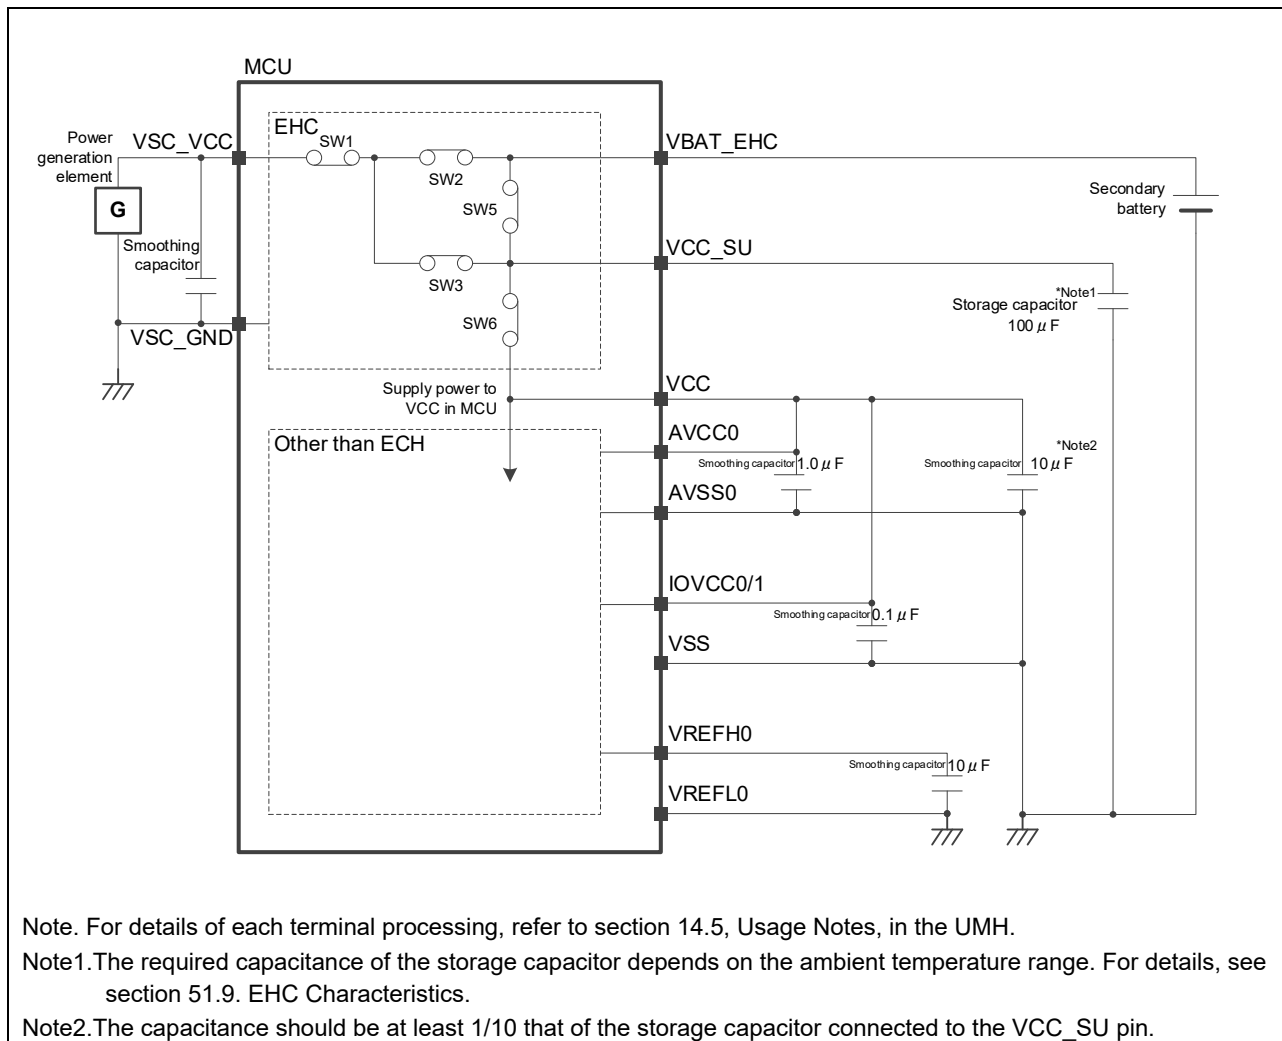 MCU
Power
generation
element
VSC_VCC
EHC
SW1
VBAT_EHC
SW2
Secondary
battery
G
SW5
Smoothing
capacitor
VCC_SU
SW3
*Note1
Storage capacitor
100 μ F
SW6
VSC_GND
Supply power to
VCC in MCU
VCC
Other than ECH
AVCC0
*Note2
Smoothing capacitor 1.0 μ F
Smoothing capacitor 10 μ F
AVSS0
IOVCC0/1
Smoothing capacitor 0.1 μ F
VSS
VREFH0
Smoothing capacitor 10 μ F
VREFL0
Note. For details of each terminal processing, refer to section 14.5, Usage Notes, in the UMH.
Note1.The required capacitance of the storage capacitor depends on the ambient temperature range. For details, see
section 51.9. EHC Characteristics.
Note2.The capacitance should be at least 1/10 that of the storage capacitor connected to the VCC_SU pin.